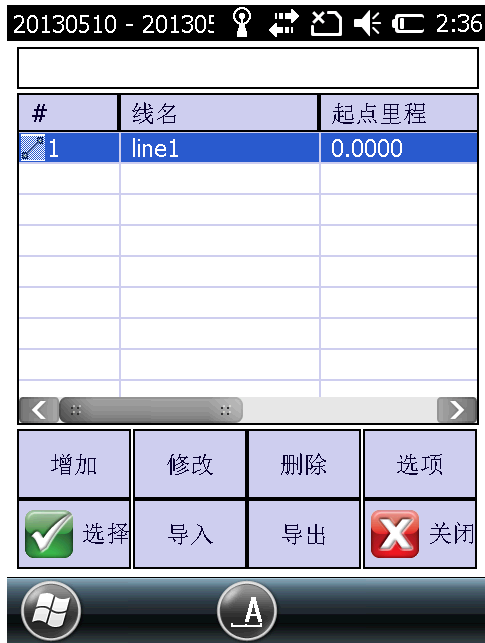 20130510 - 201305 2:36
# 线名 起点里程
1 line1 0.0000
增加 修改 删除 选项
选择 导入 导出 关闭
A